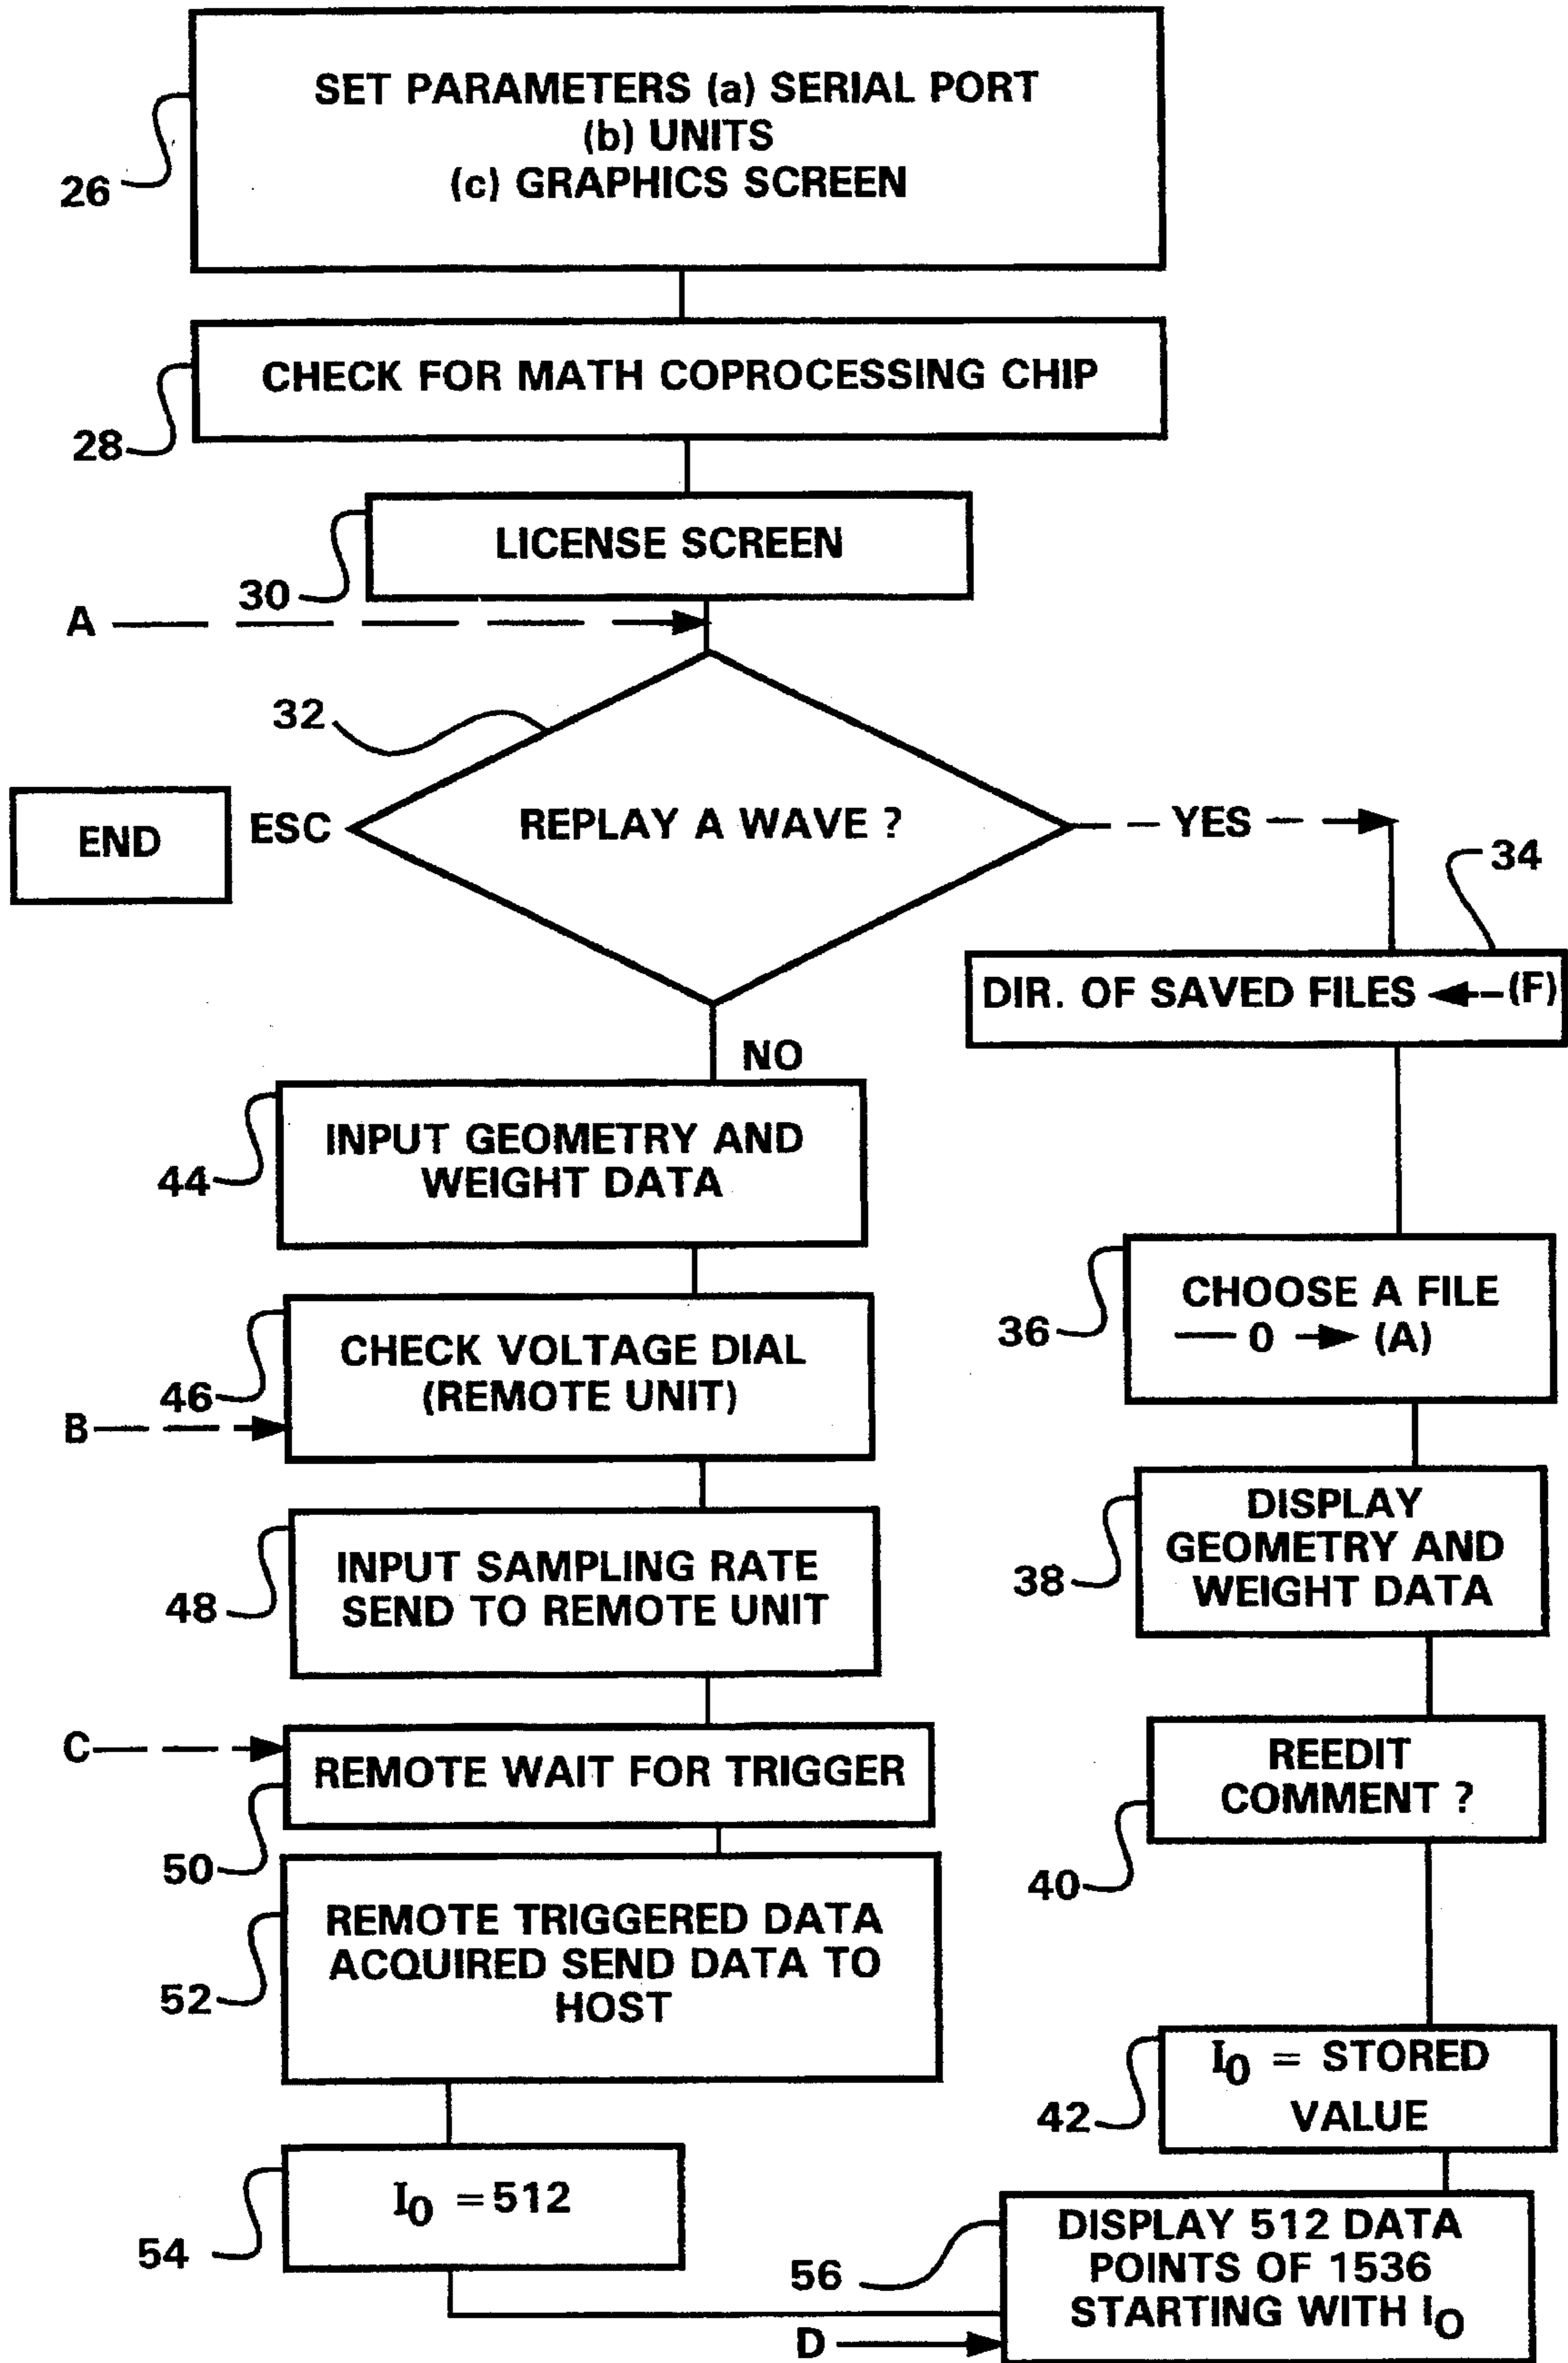 SET PARAMETERS (a) SERIAL PORT
(b) UNITS
(c) GRAPHICS SCREEN
26
CHECK FOR MATH COPROCESSING CHIP
28
LICENSE SCREEN
30
A
32
END
ESC
REPLAY A WAVE ?
YES
34
DIR. OF SAVED FILES (F)
NO
INPUT GEOMETRY AND
WEIGHT DATA
44
CHOOSE A FILE
0 (A)
36
CHECK VOLTAGE DIAL
(REMOTE UNIT)
46
B
DISPLAY
GEOMETRY AND
WEIGHT DATA
38
INPUT SAMPLING RATE
SEND TO REMOTE UNIT
48
C
REMOTE WAIT FOR TRIGGER
50
REEDIT
COMMENT ?
40
REMOTE TRIGGERED DATA
ACQUIRED SEND DATA TO
HOST
52
I0 = STORED
VALUE
42
I0 = 512
54
DISPLAY 512 DATA
POINTS OF 1536
STARTING WITH IO
56
D